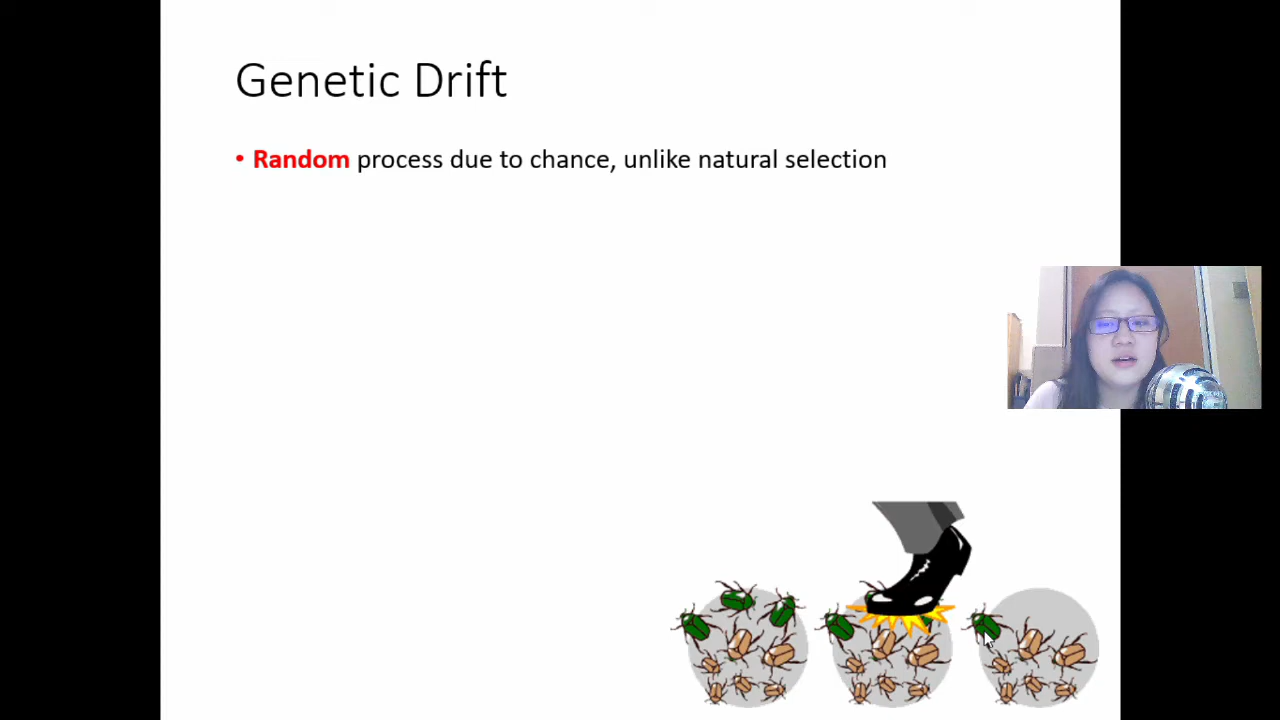 Genetic Drift
• Random process due to chance, unlike natural selection